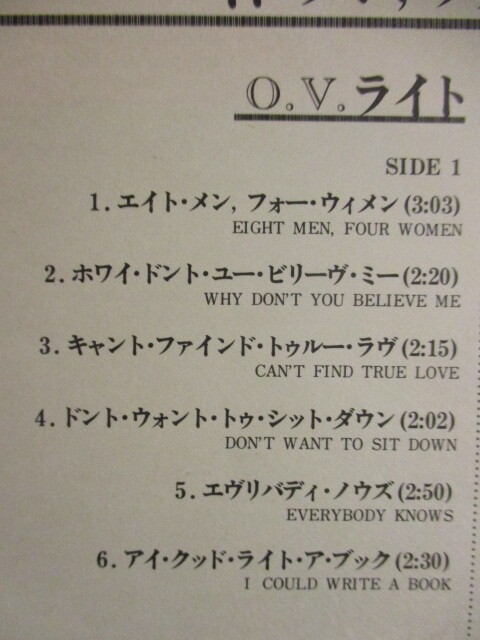 O.V.ライト
SIDE 1
1. エイト・メン, フォー・ウィメン (3:03)
EIGHT MEN, FOUR WOMEN
2. ホワイ・ドント・ユー・ビリーヴ・ミー (2:20)
WHY DON'T YOU BELIEVE ME
3. キャント・ファインド・トゥルー・ラヴ (2:15)
CAN'T FIND TRUE LOVE
4. ドント・ウォント・トゥ・シット・ダウン (2:02)
DON'T WANT TO SIT DOWN
5. エヴリバディ・ノウズ (2:50)
EVERYBODY KNOWS
6. アイ・クッド・ライト・ア・ブック (2:30)
I COULD WRITE A BOOK